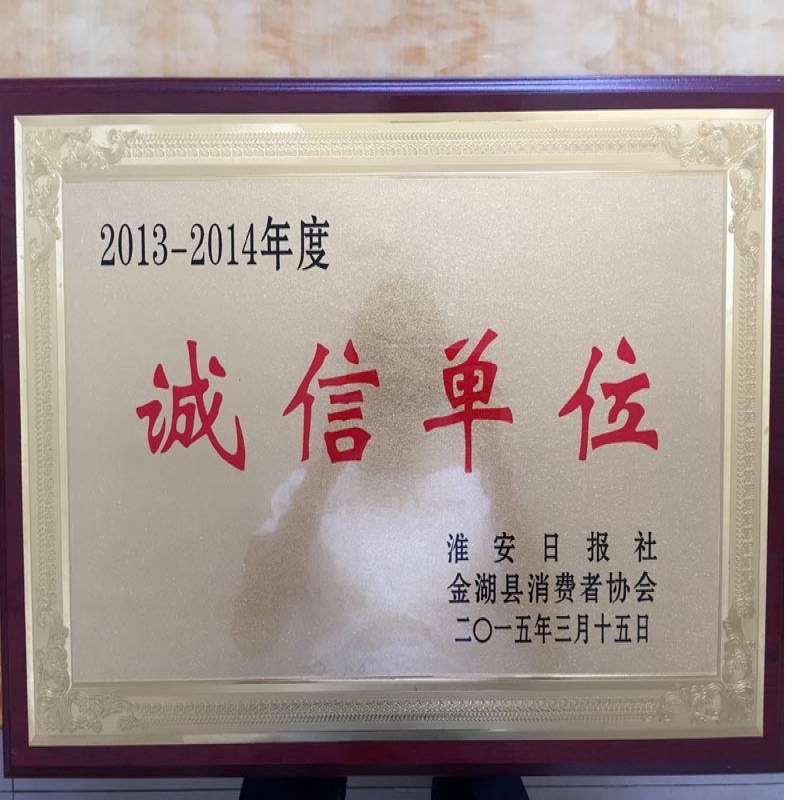 2013-2014年度
诚信单位
淮安日报社
金湖县消费者协会
二〇一五年三月十五日